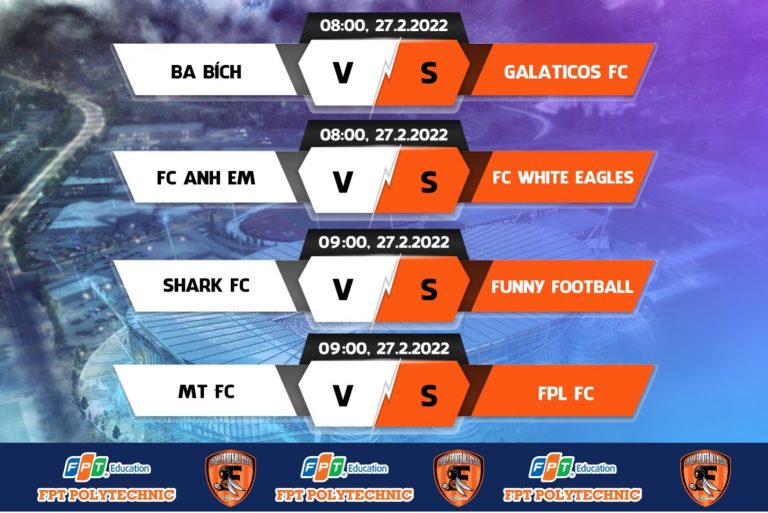 08:00, 27.2.2022
BA BÍCH V S GALATICOS FC
08:00, 27.2.2022
FC ANH EM V S FC WHITE EAGLES
09:00, 27.2.2022
SHARK FC V S FUNNY FOOTBALL
09:00, 27.2.2022
MT FC V S FPL FC
FPT Education FPT Education FPT Education
FPT POLYTECHNIC FPT POLYTECHNIC FPT POLYTECHNIC